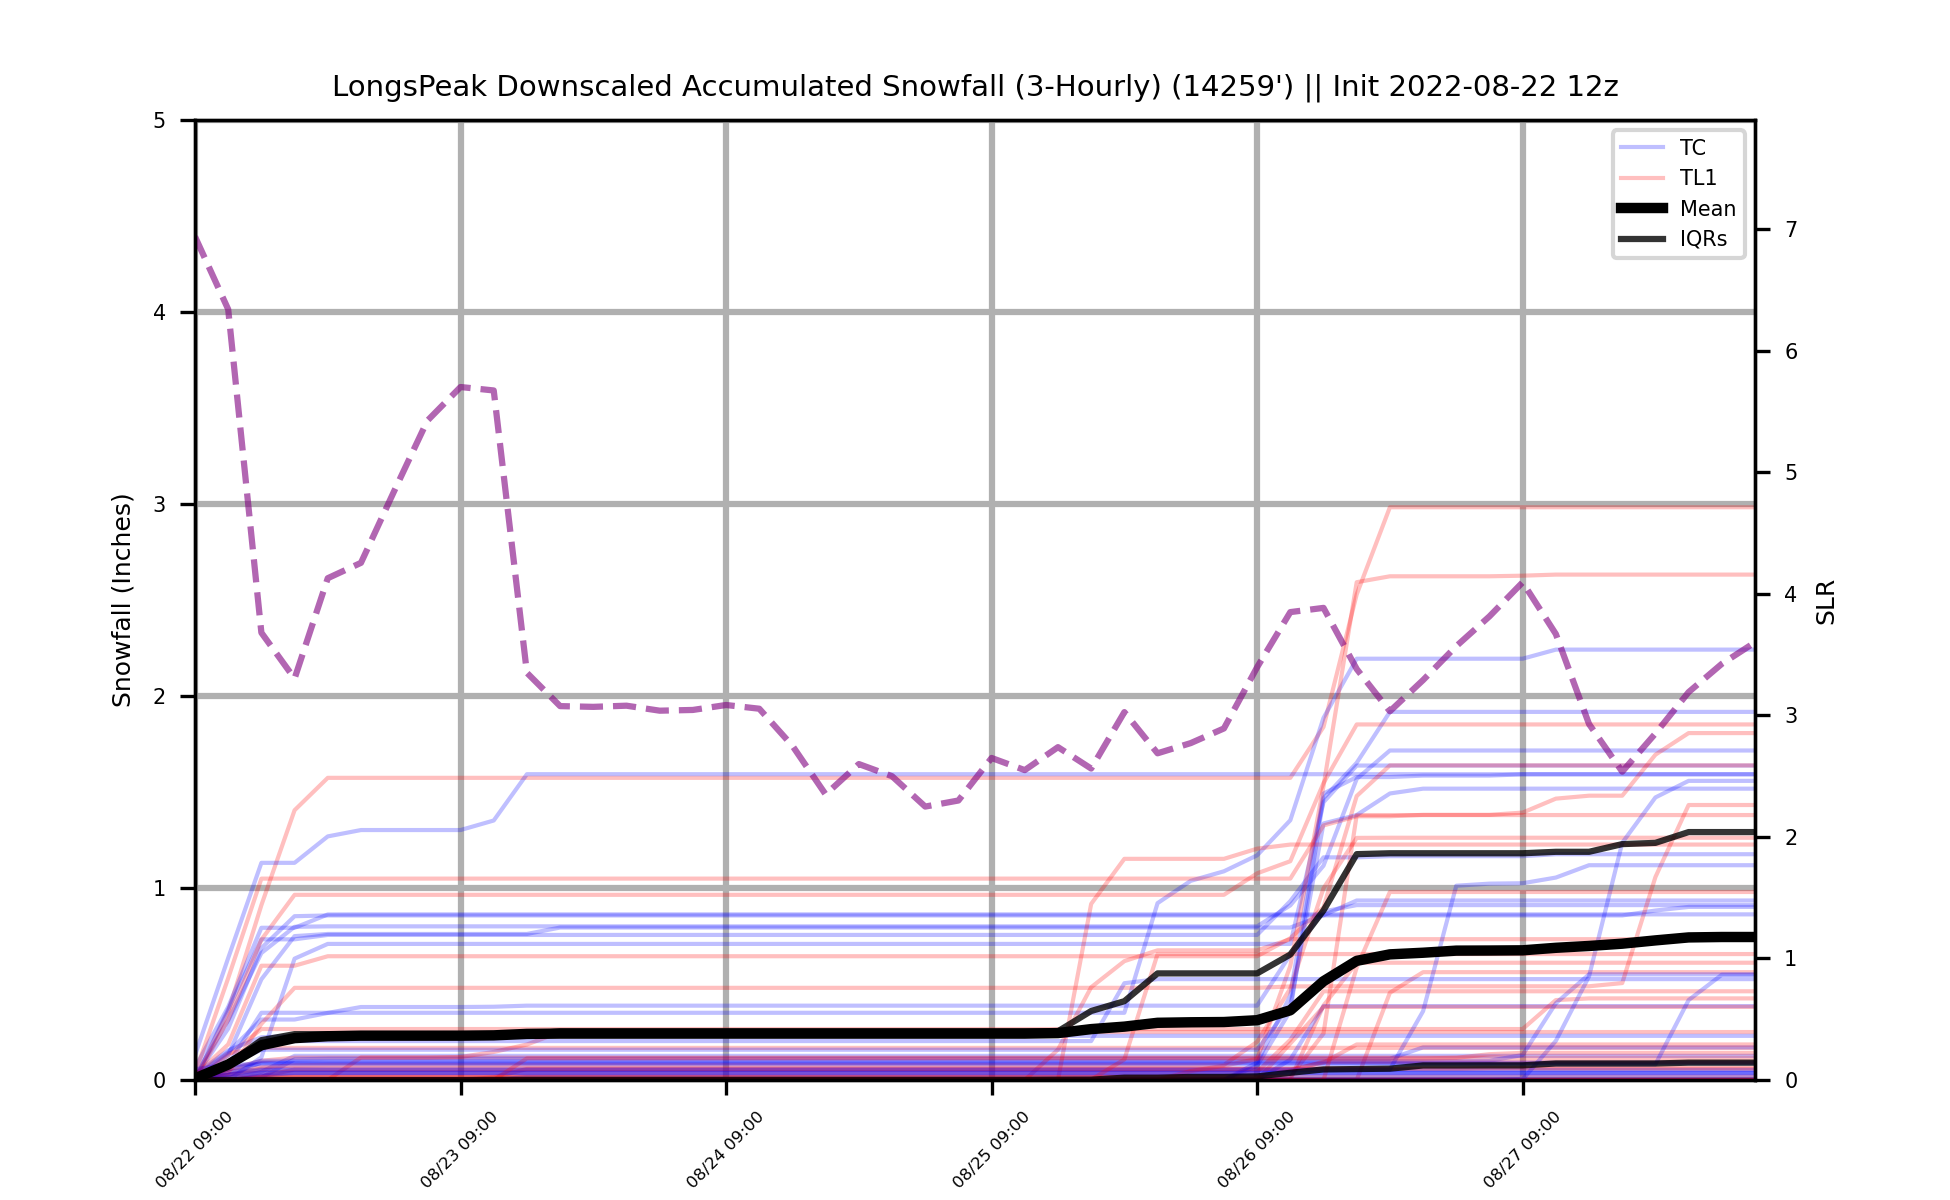 LongsPeak Downscaled Accumulated Snowfall (3-Hourly) (14259') || Init 2022-08-22 12z
Snowfall (Inches)
5
4
3
2
1
0
TC
TL1
Mean
IQRs
7
6
5
4
3
2
1
0
SLR
08/22 09:00
08/23 09:00
08/24 09:00
08/25 09:00
08/26 09:00
08/27 09:00